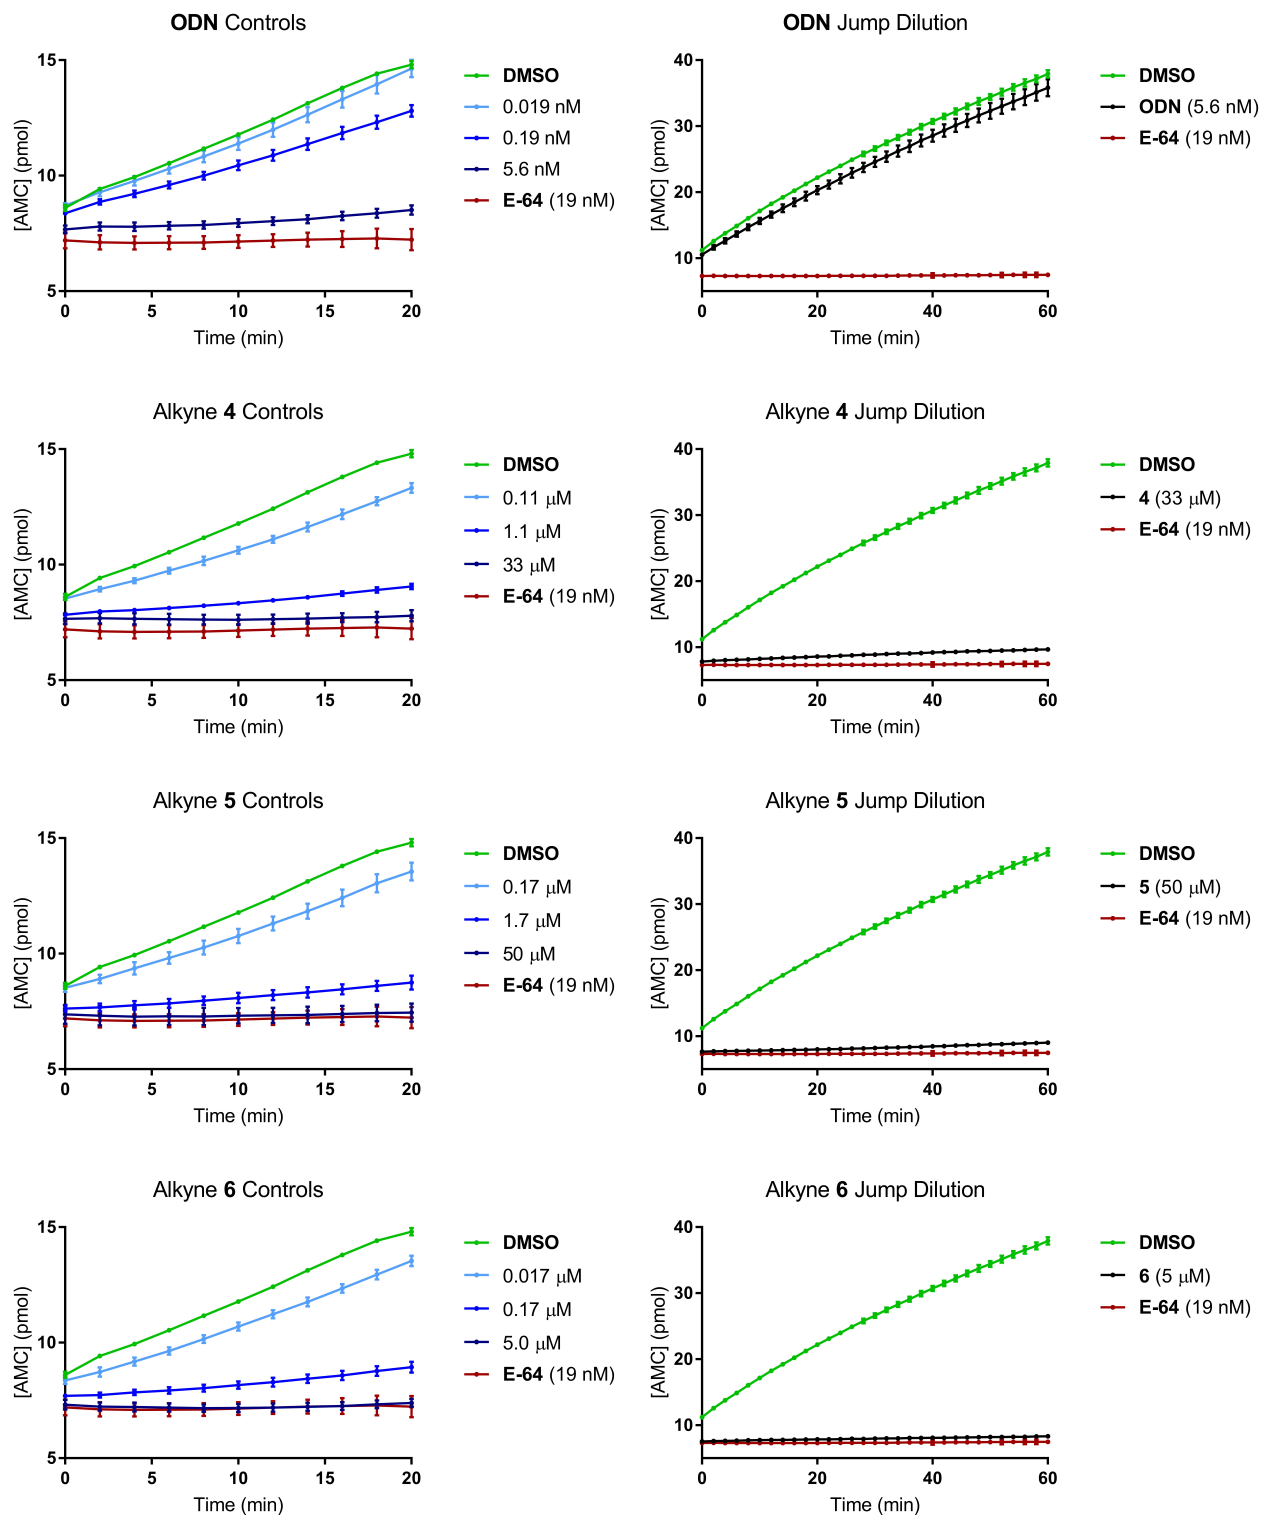 ODN Controls
15
10
5
[AMC] (pmol)
0 5 10 15 20
Time (min)
DMSO
0.019 nM
0.19 nM
5.6 nM
E-64 (19 nM)
ODN Jump Dilution
40
30
20
10
[AMC] (pmol)
0 20 40 60
Time (min)
DMSO
ODN (5.6 nM)
E-64 (19 nM)
Alkyne 4 Controls
15
10
5
[AMC] (pmol)
0 5 10 15 20
Time (min)
DMSO
0.11 μM
1.1 μM
33 μM
E-64 (19 nM)
Alkyne 4 Jump Dilution
40
30
20
10
[AMC] (pmol)
0 20 40 60
Time (min)
DMSO
4 (33 μM)
E-64 (19 nM)
Alkyne 5 Controls
15
10
5
[AMC] (pmol)
0 5 10 15 20
Time (min)
DMSO
0.17 μM
1.7 μM
50 μM
E-64 (19 nM)
Alkyne 5 Jump Dilution
40
30
20
10
[AMC] (pmol)
0 20 40 60
Time (min)
DMSO
5 (50 μM)
E-64 (19 nM)
Alkyne 6 Controls
15
10
5
[AMC] (pmol)
0 5 10 15 20
Time (min)
DMSO
0.017 μM
0.17 μM
5.0 μM
E-64 (19 nM)
Alkyne 6 Jump Dilution
40
30
20
10
[AMC] (pmol)
0 20 40 60
Time (min)
DMSO
6 (5 μM)
E-64 (19 nM)